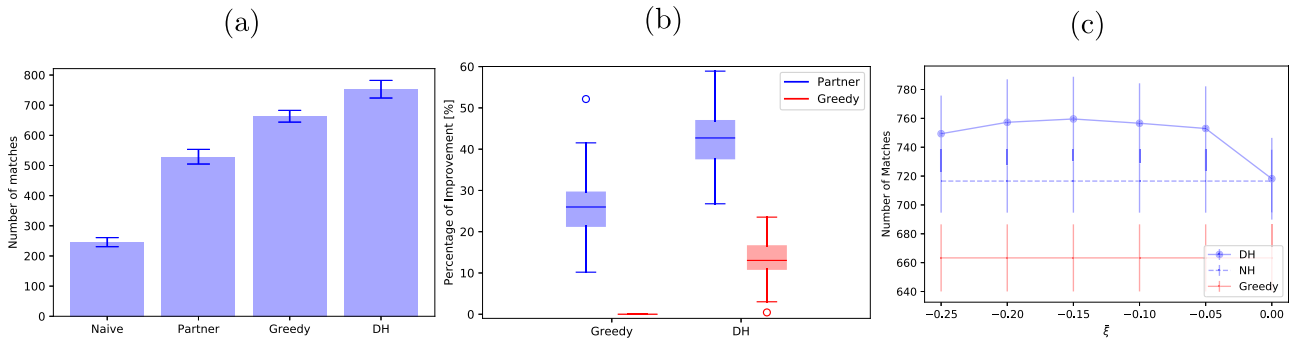 (a)
Number of matches
800
700
600
500
400
300
200
100
0
Naive
Partner
Greedy
DH
(b)
Percentage of Improvement [%]
60
50
40
30
20
10
0
Greedy
DH
Partner
Greedy
(c)
Number of Matches
780
760
740
720
700
680
660
640
−0.25
−0.20
−0.15
−0.10
−0.05
0.00
ξ̄
DH
NH
Greedy